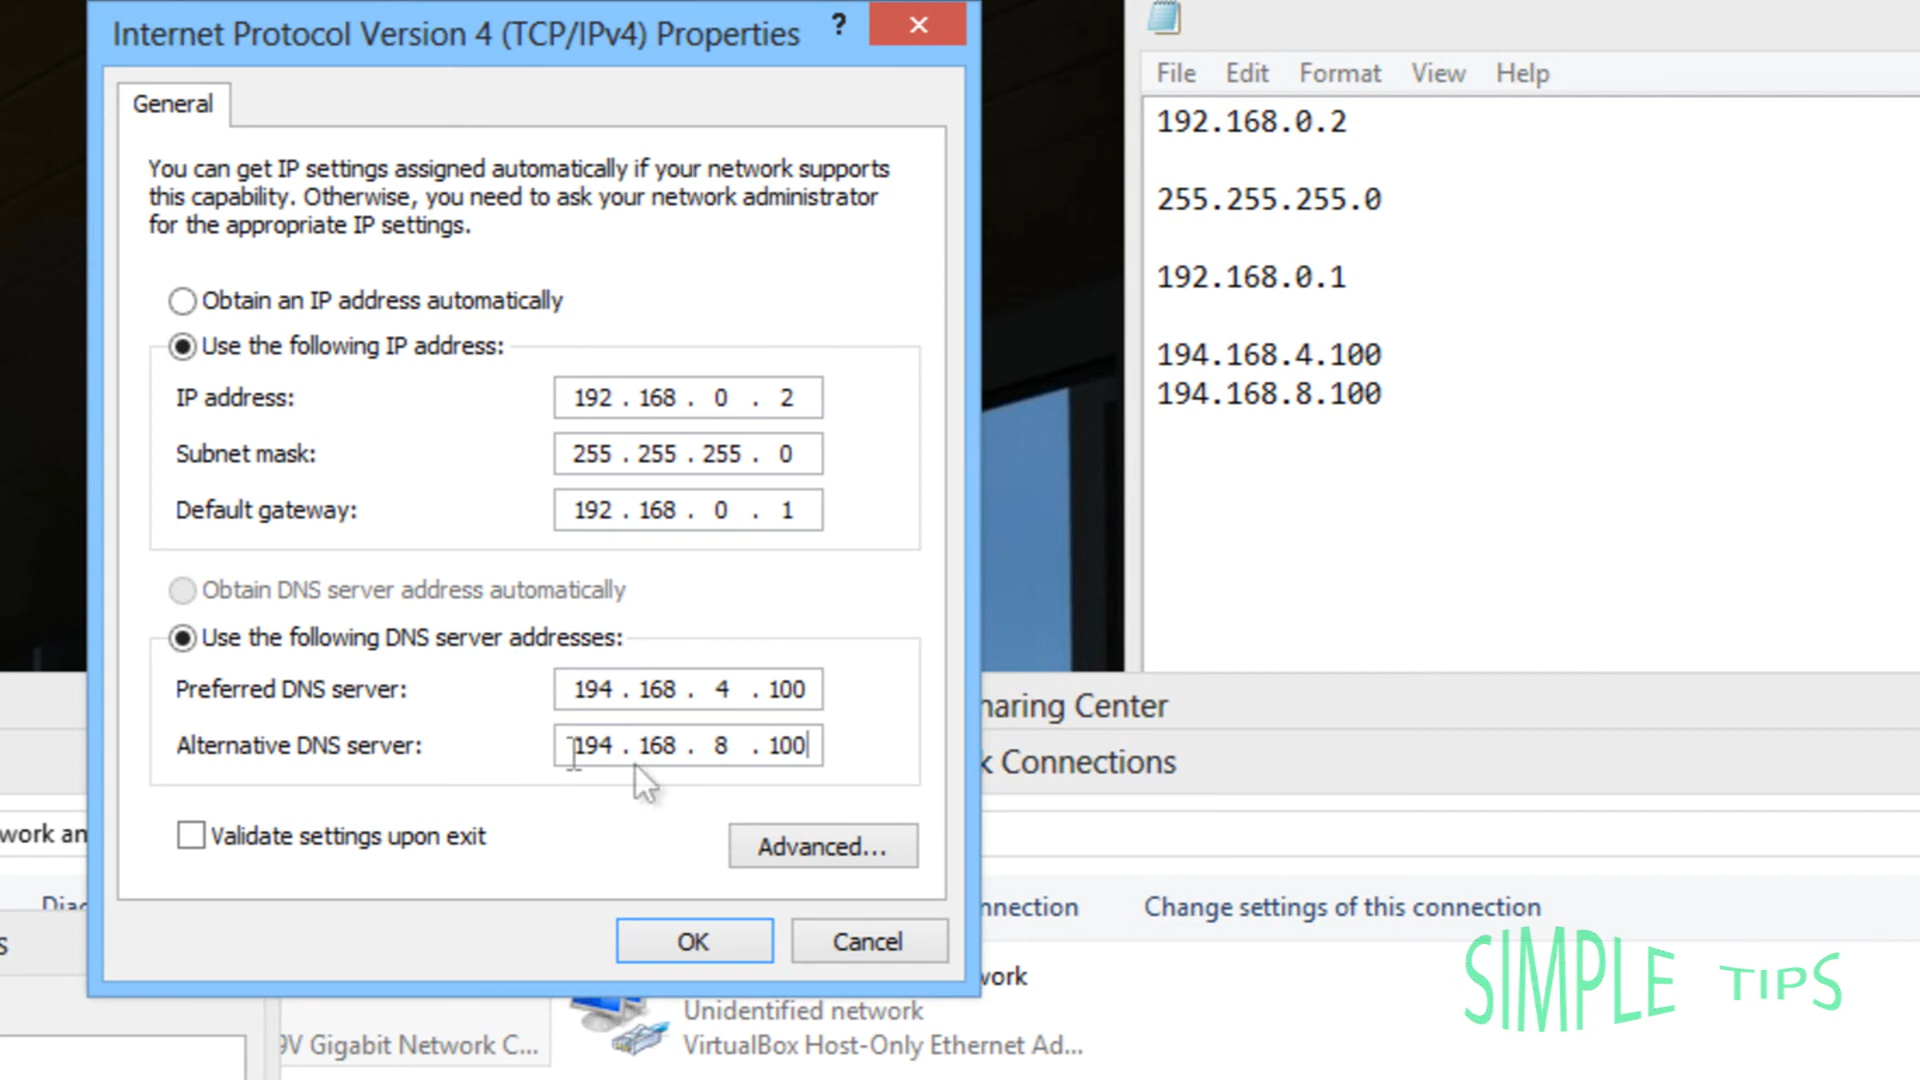 Internet Protocol Version 4 (TCP/IPv4) Properties
?
General
You can get IP settings assigned automatically if your network supports
this capability. Otherwise, you need to ask your network administrator
for the appropriate IP settings.
Obtain an IP address automatically
Use the following IP address:
IP address: 192 . 168 . 0 . 2
Subnet mask: 255 . 255 . 255 . 0
Default gateway: 192 . 168 . 0 . 1
Obtain DNS server address automatically
Use the following DNS server addresses:
Preferred DNS server: 194 . 168 . 4 . 100
Alternative DNS server: 194 . 168 . 8 . 100
Validate settings upon exit
Advanced...
OK Cancel
File Edit Format View Help
192.168.0.2
255.255.255.0
192.168.0.1
194.168.4.100
194.168.8.100
haring Center
k Connections
work an
Diag
nnection Change settings of this connection
s
work
Unidentified network
9V Gigabit Network C... VirtualBox Host-Only Ethernet Ad...
SIMPLE TIPS